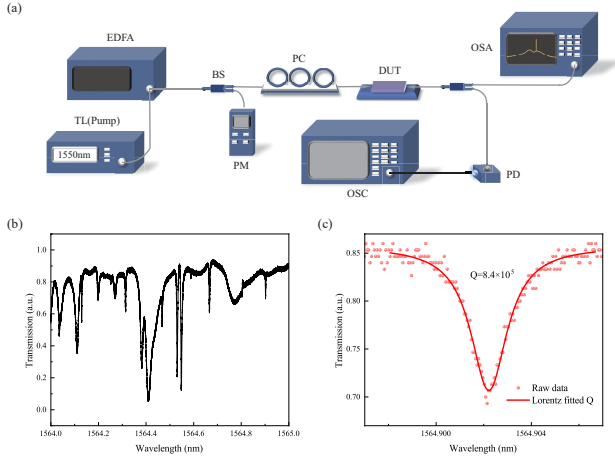 (a)
EDFA
BS
PC
DUT
OSA
TL(Pump)
1550nm
PM
OSC
PD
(b)
Transmission (a.u.)
1.0
0.8
0.6
0.4
0.2
0.0
1564.0 1564.2 1564.4 1564.6 1564.8 1565.0
Wavelength (nm)
(c)
Transmission (a.u.)
0.85
0.80
0.75
0.70
Q=8.4×10⁵
Raw data
Lorentz fitted Q
1564.900 1564.904
Wavelength (nm)